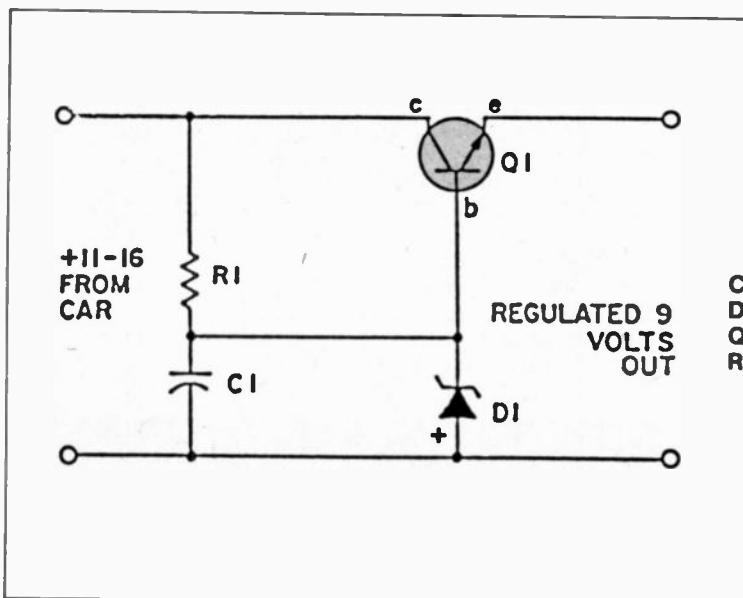 c
e
Q1
b
+11-16
FROM
CAR
R1
REGULATED 9
VOLTS
OUT
C1
D1
+
C
D
Q
R